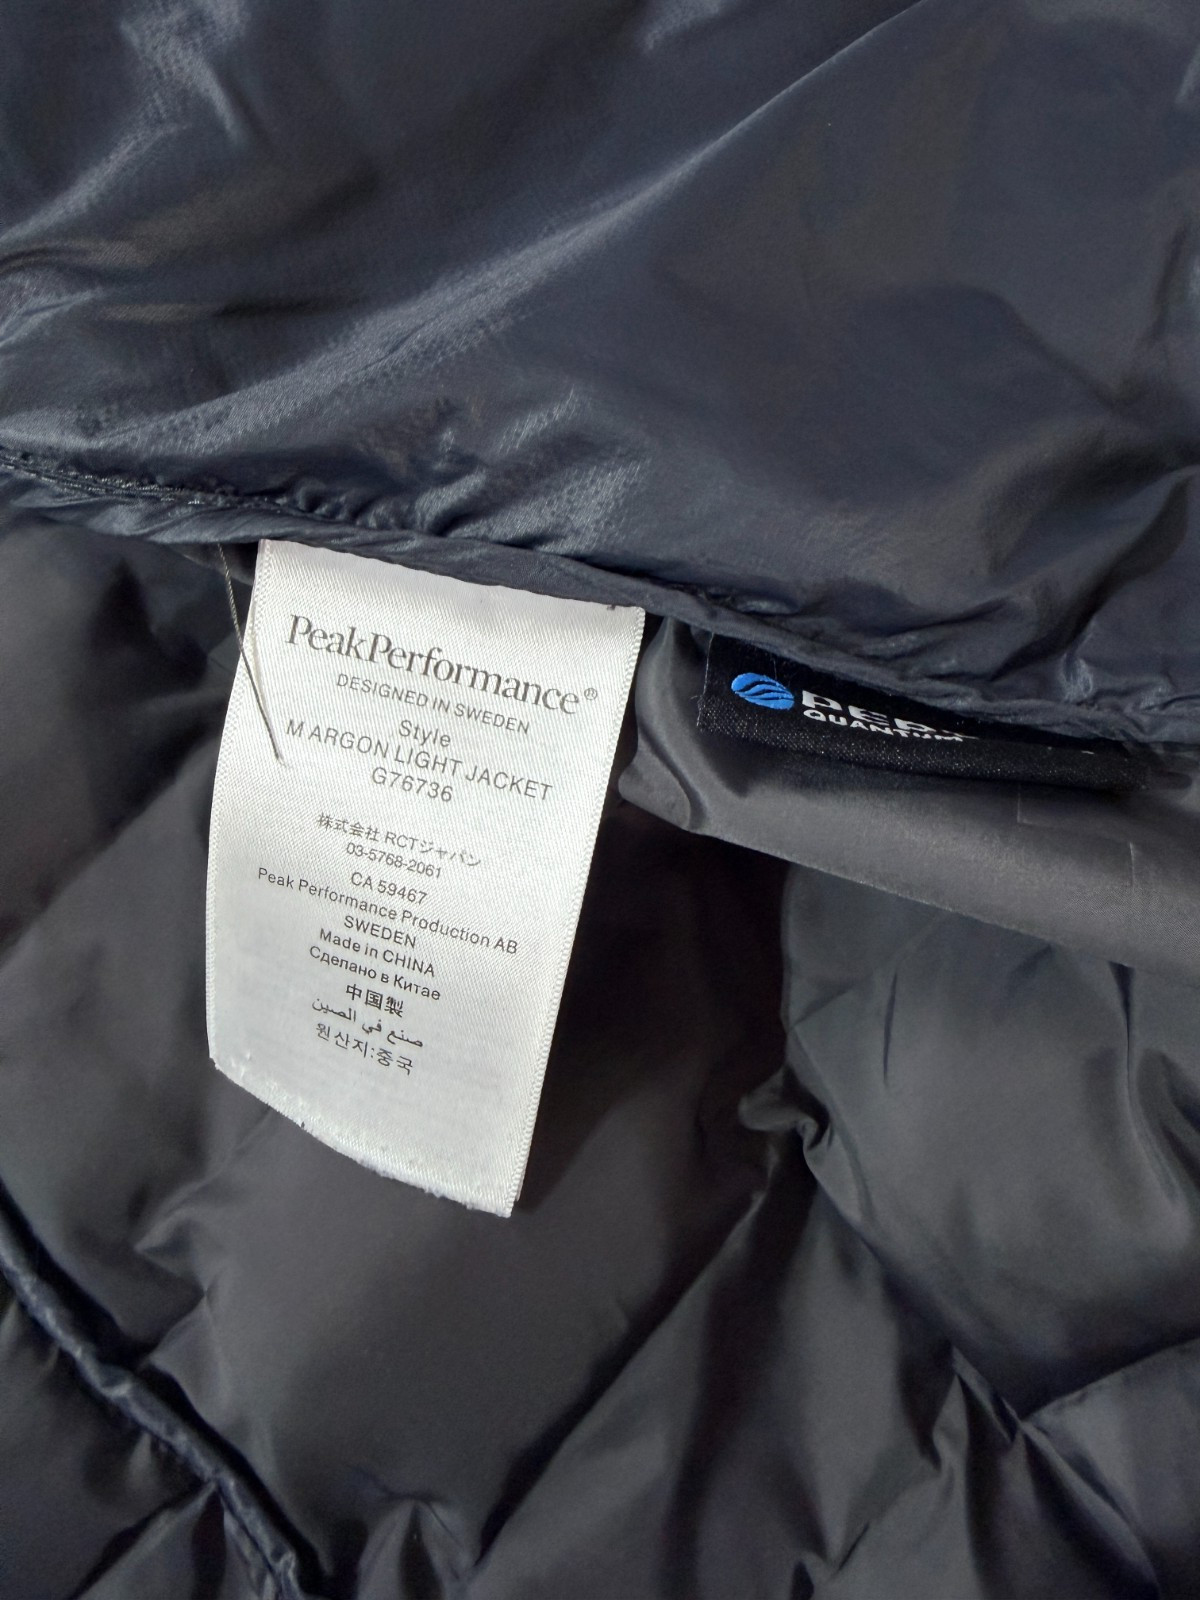 PeakPerformance®
DESIGNED IN SWEDEN
Style
M ARGON LIGHT JACKET
G76736
株式会社 RCTジャパン
03-5768-2061
CA 59467
Peak Performance Production AB
SWEDEN
Made in CHINA
Сделано в Китае
中国製
صنع في الصين
원산지:중국
QUANTUM